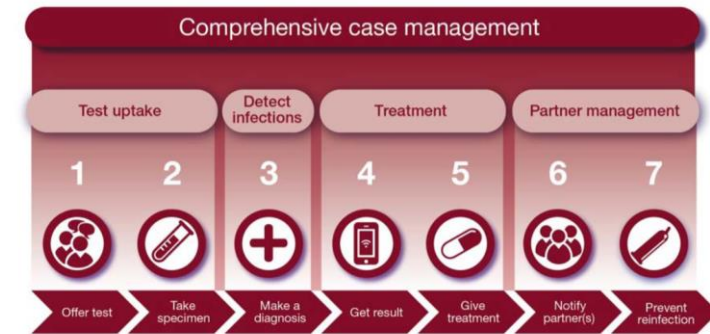 Comprehensive case management
Test uptake
Detect
infections
Treatment
Partner management
1
2
3
4
5
6
7
Offer test
Take
specimen
Make a
diagnosis
Get result
Give
treatment
Notify
partner(s)
Prevent
reinfection